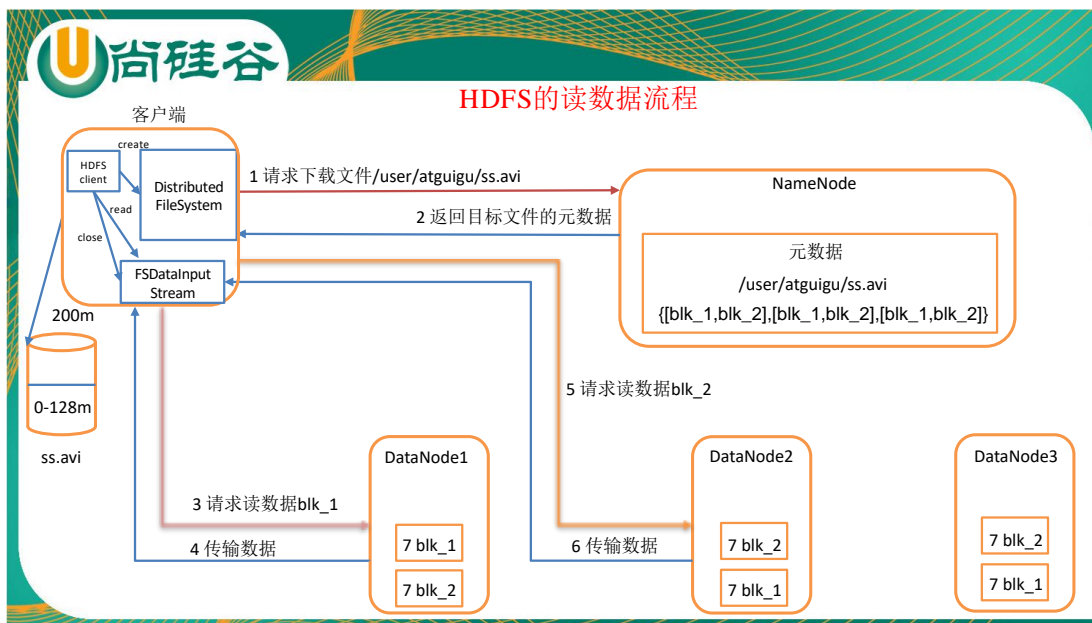 尚硅谷
HDFS的读数据流程
客户端
create
HDFS
client
Distributed
FileSystem
read
close
FSDataInput
Stream
1 请求下载文件/user/atguigu/ss.avi
2 返回目标文件的元数据
NameNode
元数据
/user/atguigu/ss.avi
{[blk_1,blk_2],[blk_1,blk_2],[blk_1,blk_2]}
200m
0-128m
ss.avi
5 请求读数据blk_2
3 请求读数据blk_1
4 传输数据
6 传输数据
DataNode1
7 blk_1
7 blk_2
DataNode2
7 blk_2
7 blk_1
DataNode3
7 blk_2
7 blk_1